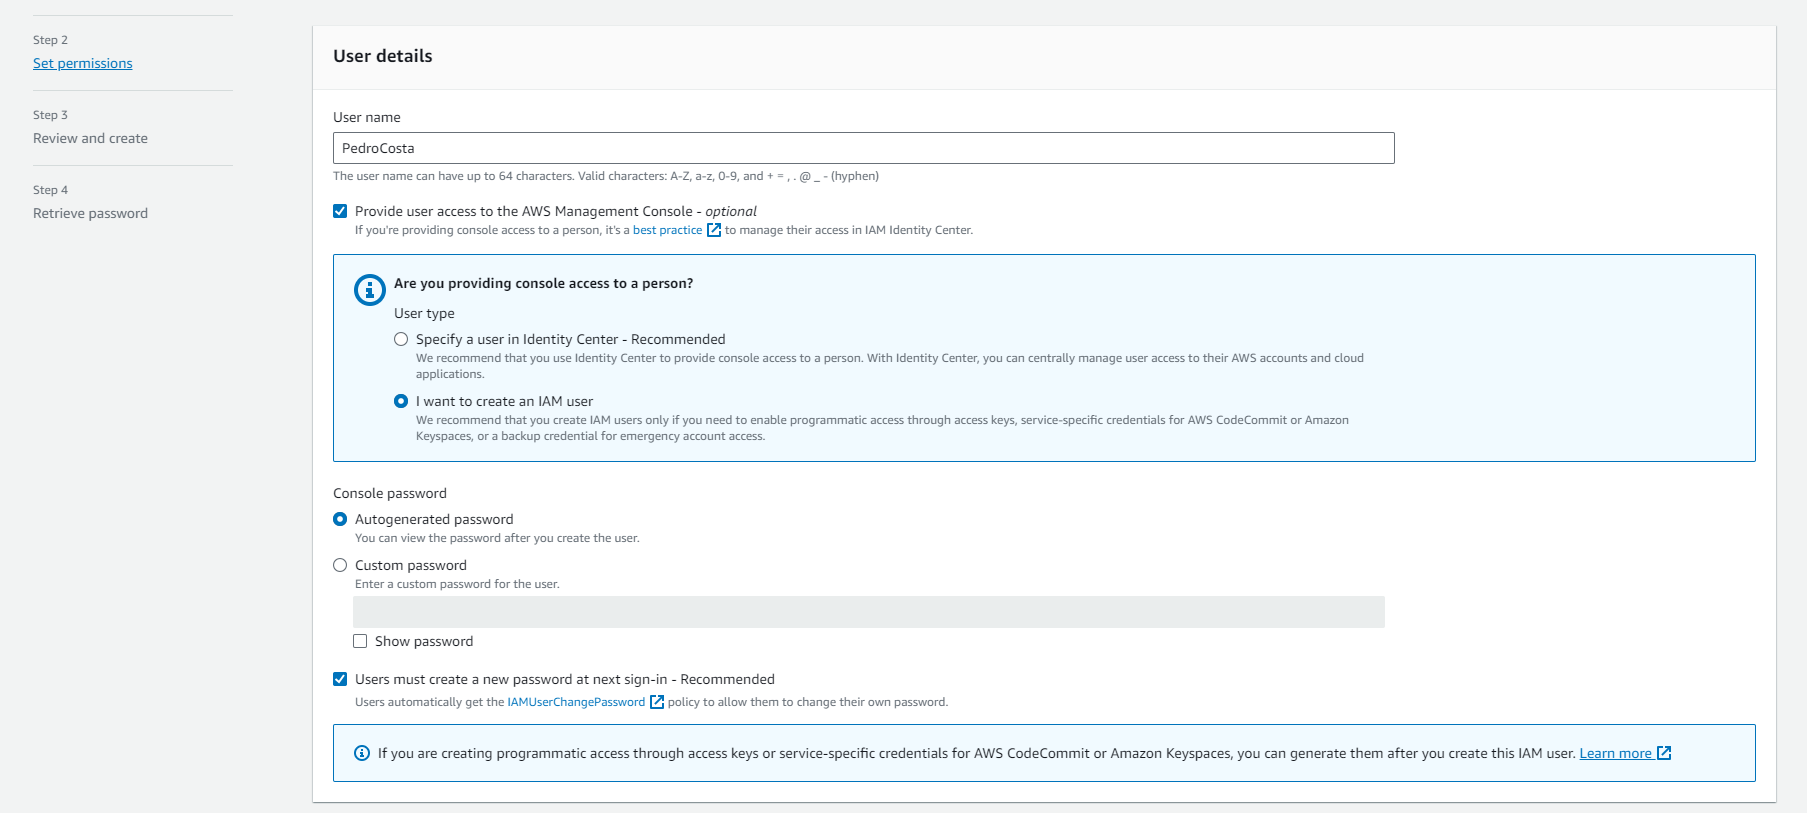 Step 2
Set permissions
Step 3
Review and create
Step 4
Retrieve password
User details
User name
PedroCosta
The user name can have up to 64 characters. Valid characters: A-Z, a-z, 0-9, and + = , . @ _ - (hyphen)
Provide user access to the AWS Management Console - optional
If you're providing console access to a person, it's a best practice to manage their access in IAM Identity Center.
Are you providing console access to a person?
User type
Specify a user in Identity Center - Recommended
We recommend that you use Identity Center to provide console access to a person. With Identity Center, you can centrally manage user access to their AWS accounts and cloud
applications.
I want to create an IAM user
We recommend that you create IAM users only if you need to enable programmatic access through access keys, service-specific credentials for AWS CodeCommit or Amazon
Keyspaces, or a backup credential for emergency account access.
Console password
Autogenerated password
You can view the password after you create the user.
Custom password
Enter a custom password for the user.
Show password
Users must create a new password at next sign-in - Recommended
Users automatically get the IAMUserChangePassword policy to allow them to change their own password.
If you are creating programmatic access through access keys or service-specific credentials for AWS CodeCommit or Amazon Keyspaces, you can generate them after you create this IAM user. Learn more